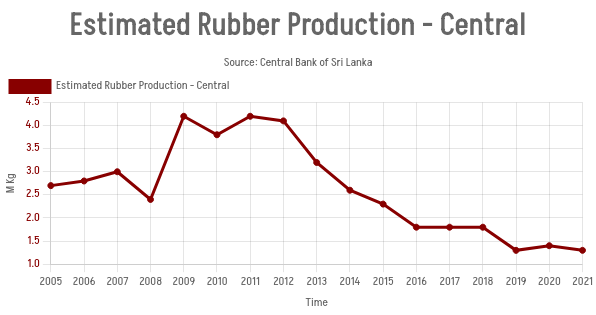 Estimated Rubber Production - Central
Source: Central Bank of Sri Lanka
Estimated Rubber Production - Central
4.5
4.0
3.5
3.0
2.5
2.0
1.5
1.0
M Kg
2005 2006 2007 2008 2009 2010 2011 2012 2013 2014 2015 2016 2017 2018 2019 2020 2021
Time